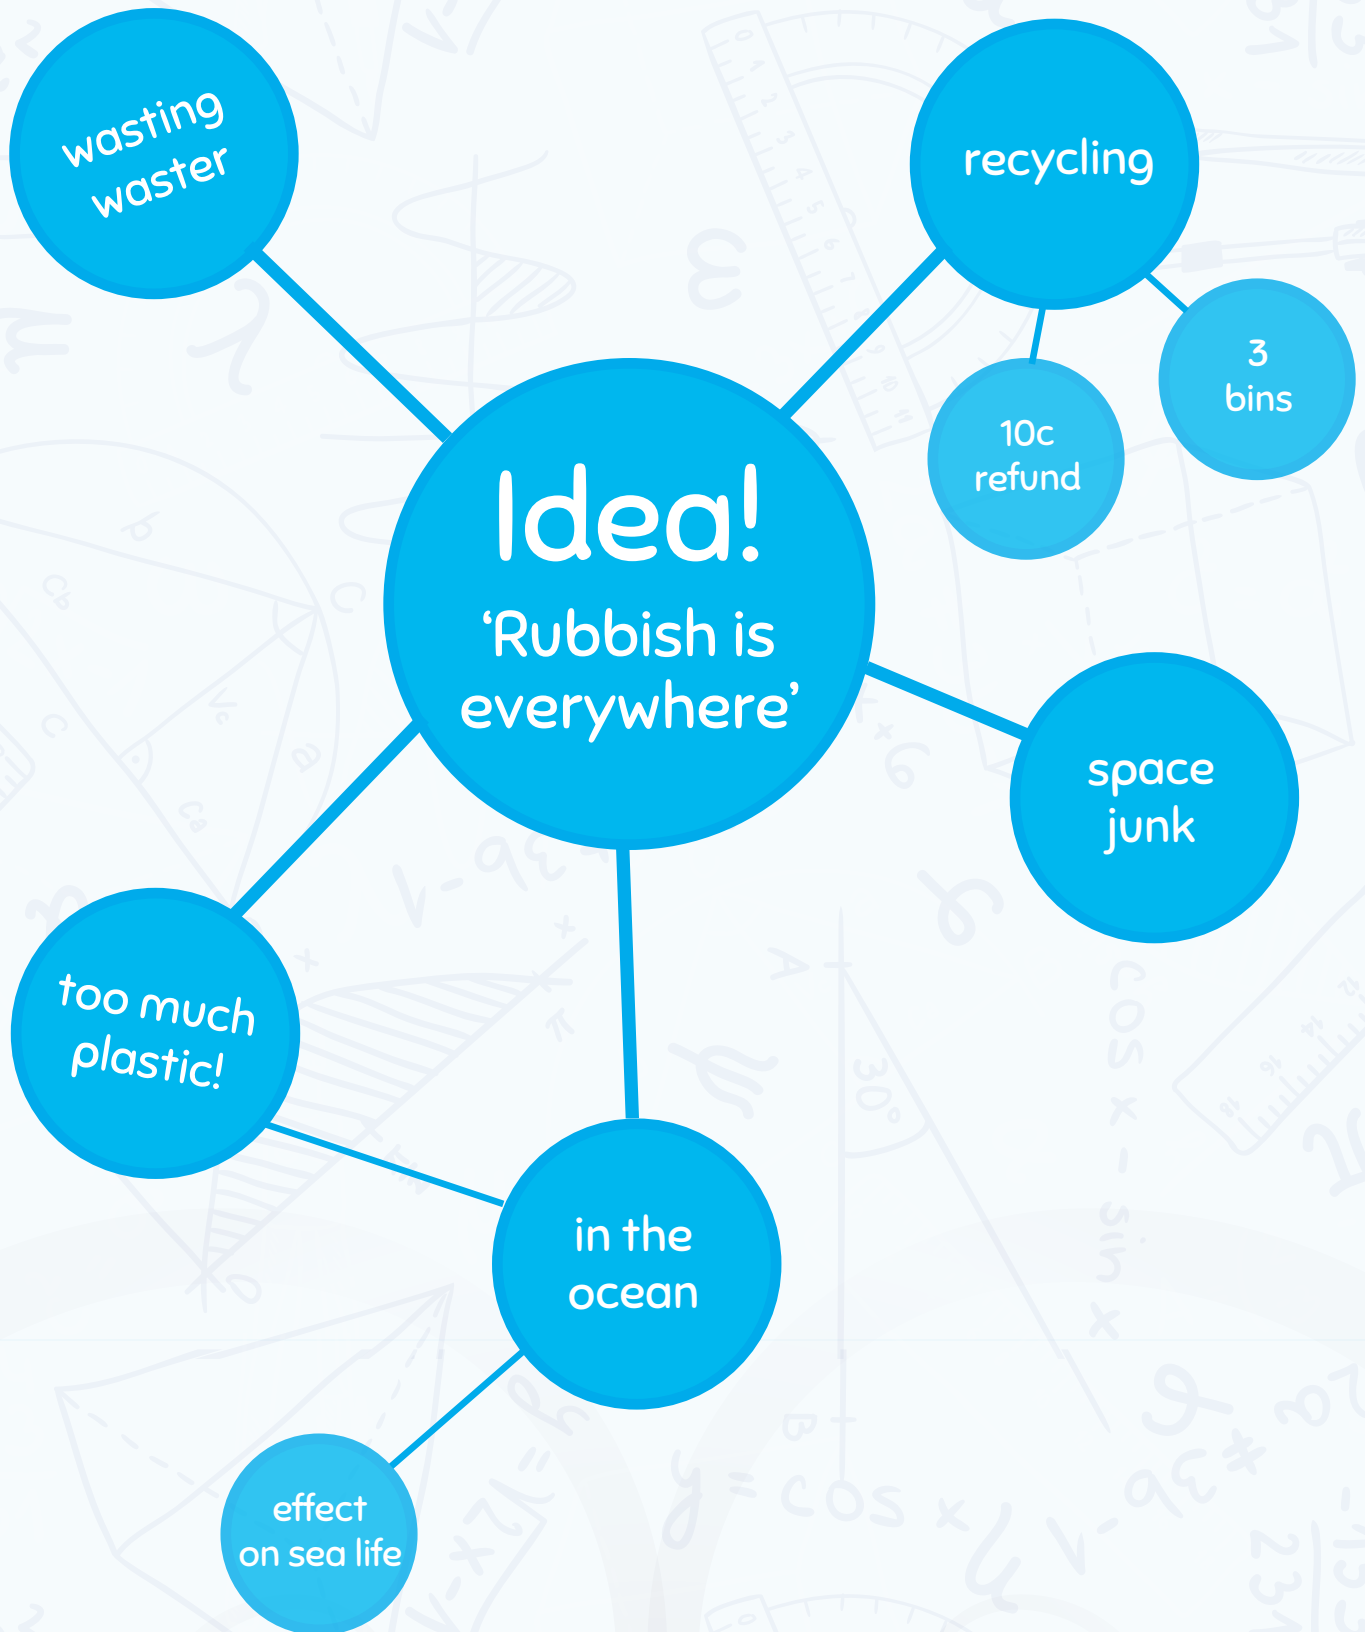 wasting
waster
recycling
3
bins
10c
refund
Idea!
‘Rubbish is
everywhere’
space
junk
too much
plastic!
in the
ocean
effect
on sea life